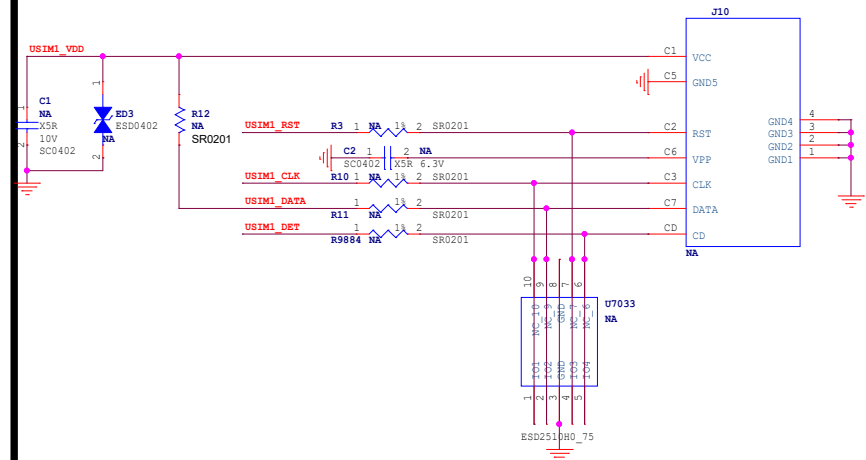 J10
USIM1_VDD
C1 VCC
C5 GND5
1
1
C1
NA
X5R
10V
SC0402
2
ED3
ESD0402
NA
2
R12
NA
SR0201
USIM1_RST R3 1 NA 1% 2 SR0201 C2 RST
C2 1 2 NA C6 VPP
SC0402 X5R 6.3V
USIM1_CLK R10 1 NA 1% 2 SR0201 C3 CLK
USIM1_DATA R11 1 NA 1% 2 SR0201 C7 DATA
USIM1_DET R9884 1 NA 1% 2 SR0201 CD CD
GND4 4
GND3 3
GND2 2
GND1 1
NA
10 9 8 7 6
NC_10 NC_9 GND NC_7 NC_6
U7033
NA
IO1 IO2 GND IO3 IO4
1 2 3 4 5
ESD2510H0_75